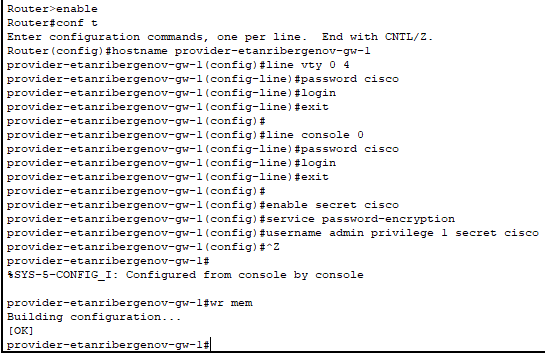 Router>enable
Router#conf t
Enter configuration commands, one per line.  End with CNTL/Z.
Router(config)#hostname provider-etanribergenov-gw-1
provider-etanribergenov-gw-1(config)#line vty 0 4
provider-etanribergenov-gw-1(config-line)#password cisco
provider-etanribergenov-gw-1(config-line)#login
provider-etanribergenov-gw-1(config-line)#exit
provider-etanribergenov-gw-1(config)#
provider-etanribergenov-gw-1(config)#line console 0
provider-etanribergenov-gw-1(config-line)#password cisco
provider-etanribergenov-gw-1(config-line)#login
provider-etanribergenov-gw-1(config-line)#exit
provider-etanribergenov-gw-1(config)#
provider-etanribergenov-gw-1(config)#enable secret cisco
provider-etanribergenov-gw-1(config)#service password-encryption
provider-etanribergenov-gw-1(config)#username admin privilege 1 secret cisco
provider-etanribergenov-gw-1(config)#^Z
provider-etanribergenov-gw-1#
%SYS-5-CONFIG_I: Configured from console by console
provider-etanribergenov-gw-1#wr mem
Building configuration...
[OK]
provider-etanribergenov-gw-1#